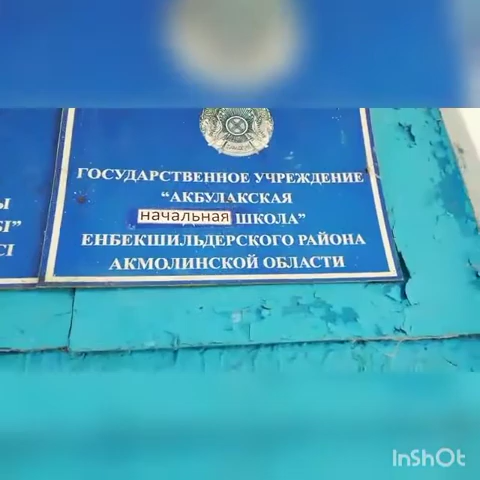 ГОСУДАРСТВЕННОЕ УЧРЕЖДЕНИЕ
“АКБУЛАКСКАЯ
начальная ШКОЛА”
ЕНБЕКШИЛЬДЕРСКОГО РАЙОНА
АКМОЛИНСКОЙ ОБЛАСТИ
InShOt